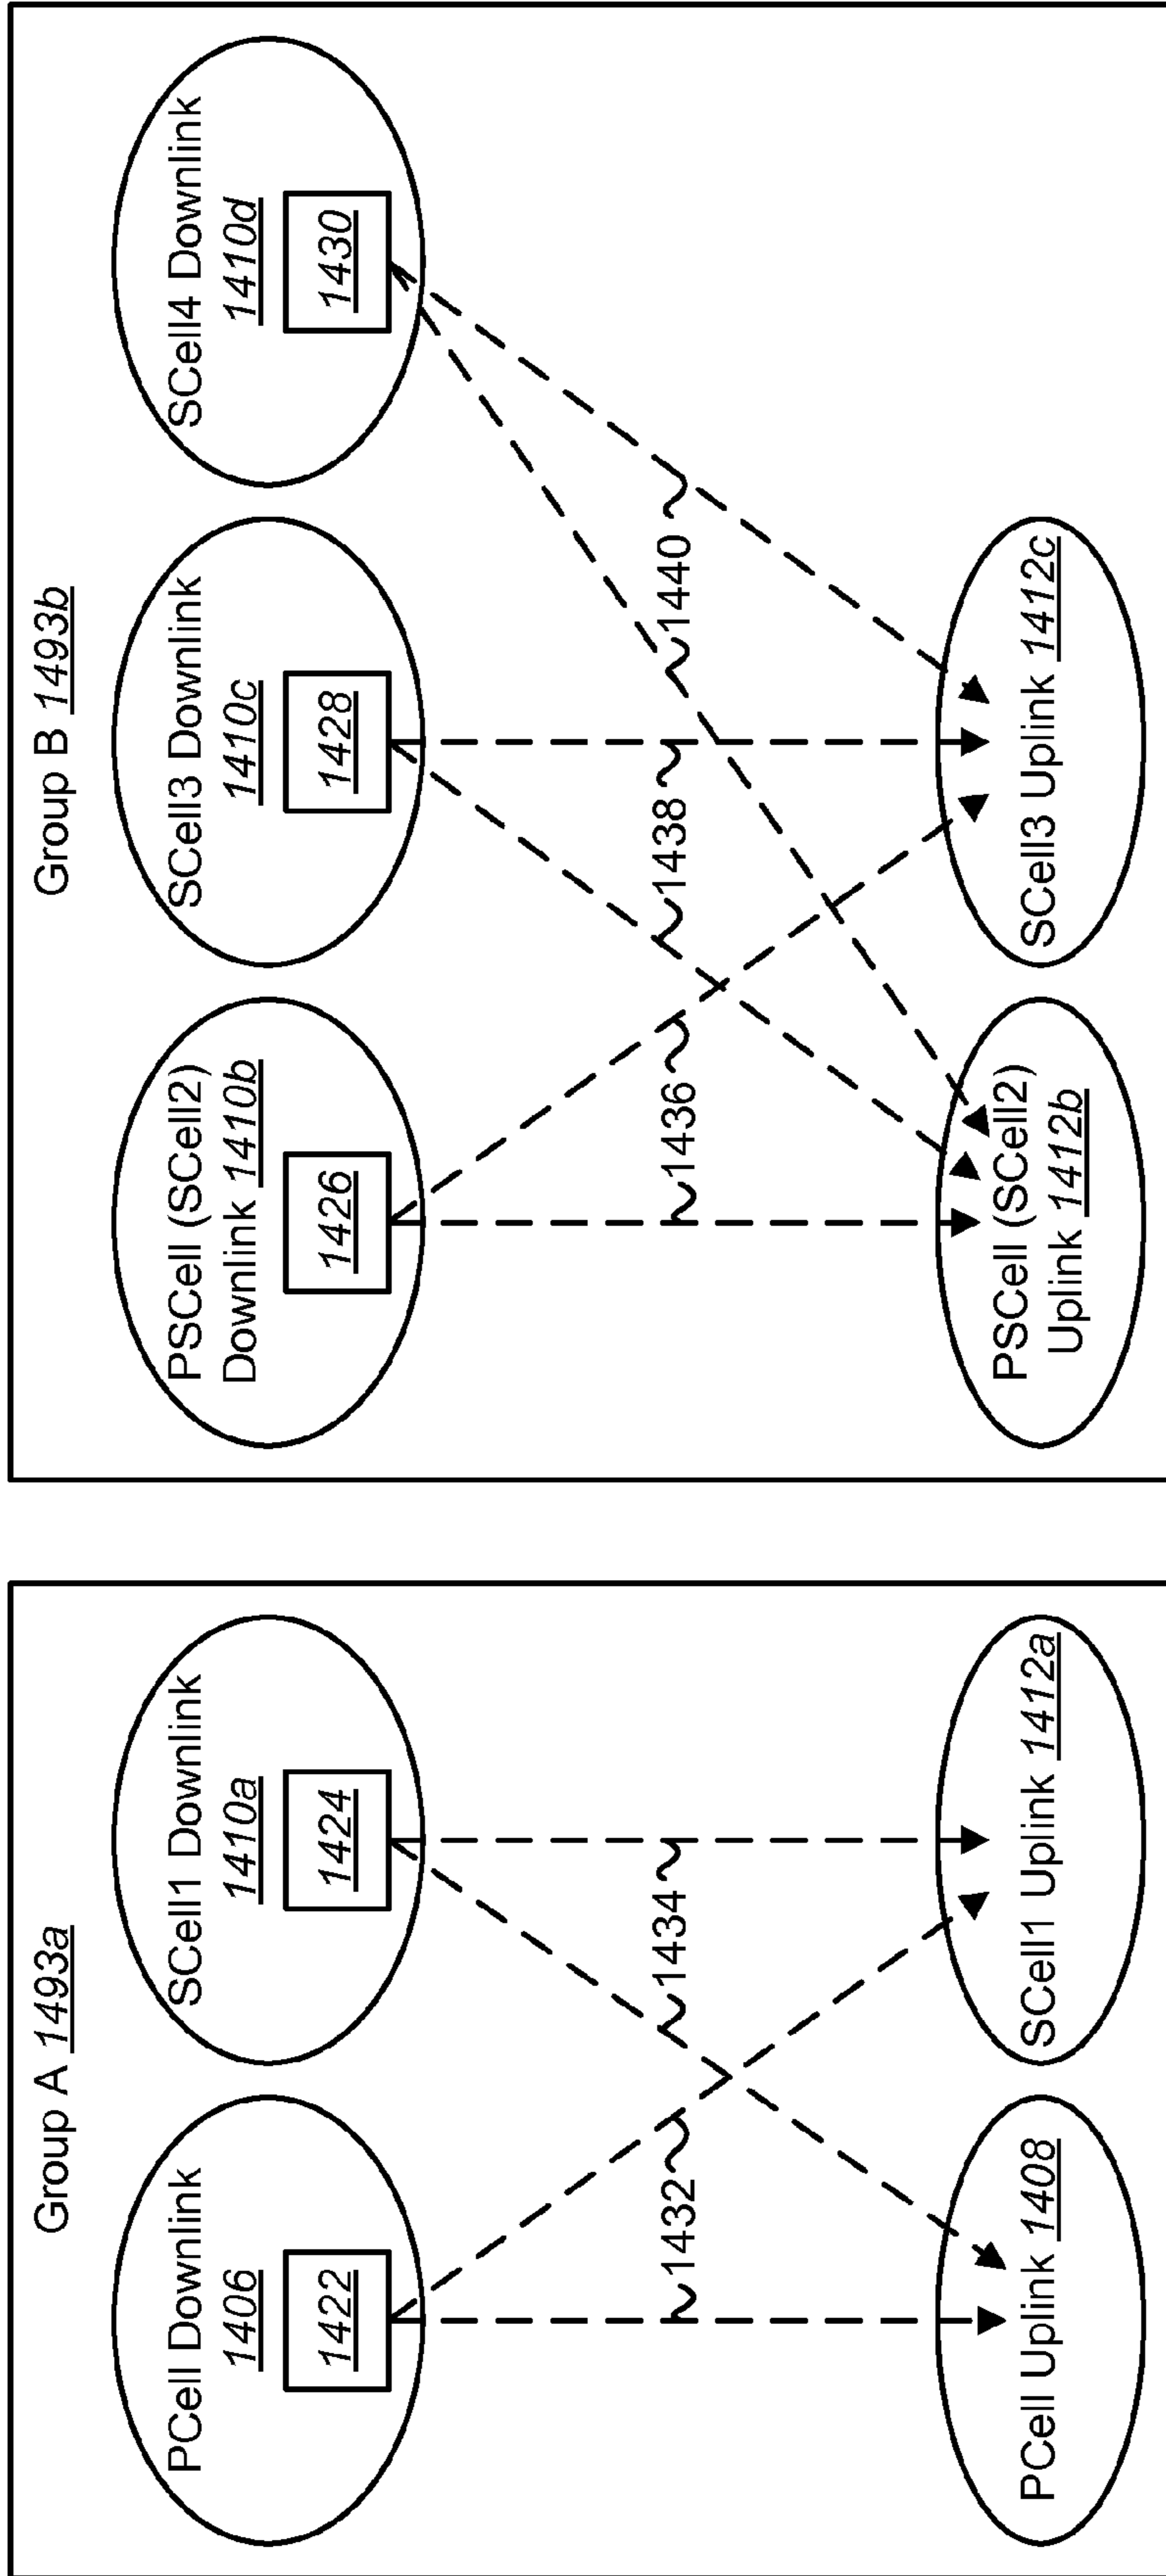 Group A 1493a
PCell Downlink
1406
1422
SCell1 Downlink
1410a
1424
1432
1434
PCell Uplink 1408
SCell1 Uplink 1412a
Group B 1493b
PSCell (SCell2)
Downlink 1410b
1426
SCell3 Downlink
1410c
1428
SCell4 Downlink
1410d
1430
1436
1438
1440
PSCell (SCell2)
Uplink 1412b
SCell3 Uplink 1412c